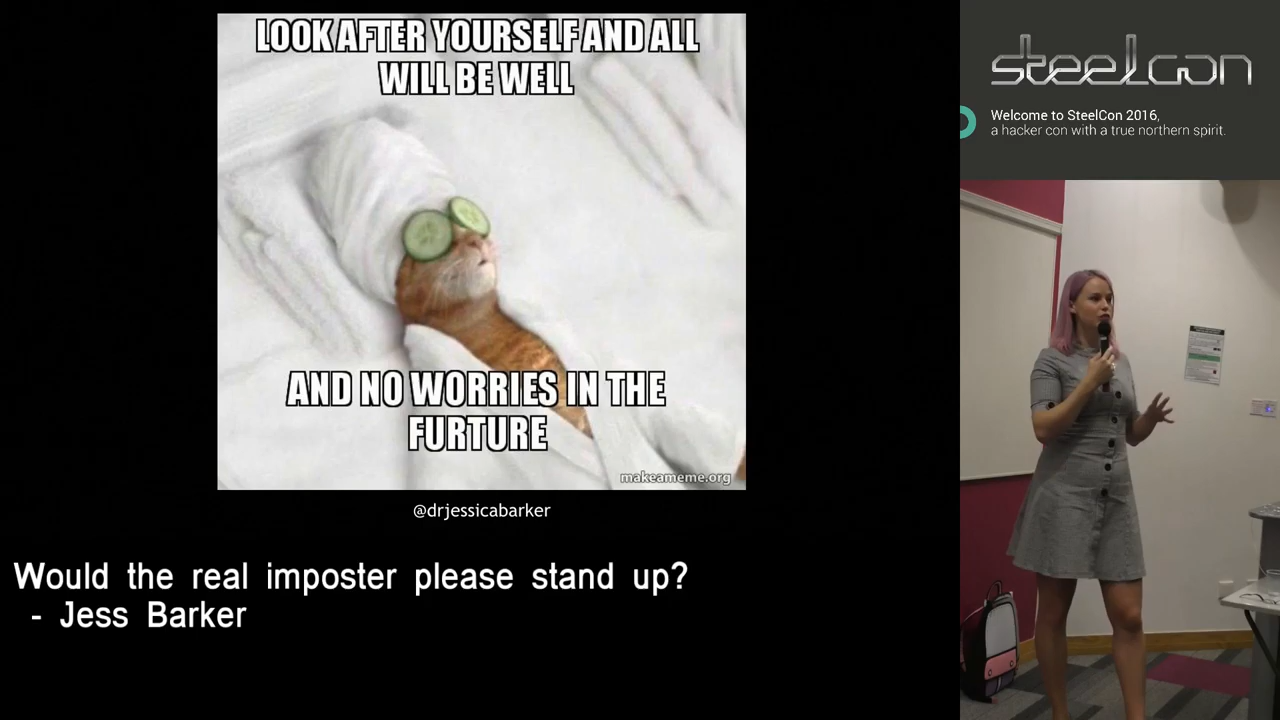 LOOK AFTER YOURSELF AND ALL
WILL BE WELL
AND NO WORRIES IN THE
FURTURE
makeameme.org
@drjessicabarker
Would the real imposter please stand up?
- Jess Barker
steelcon
Welcome to SteelCon 2016,
a hacker con with a true northern spirit.